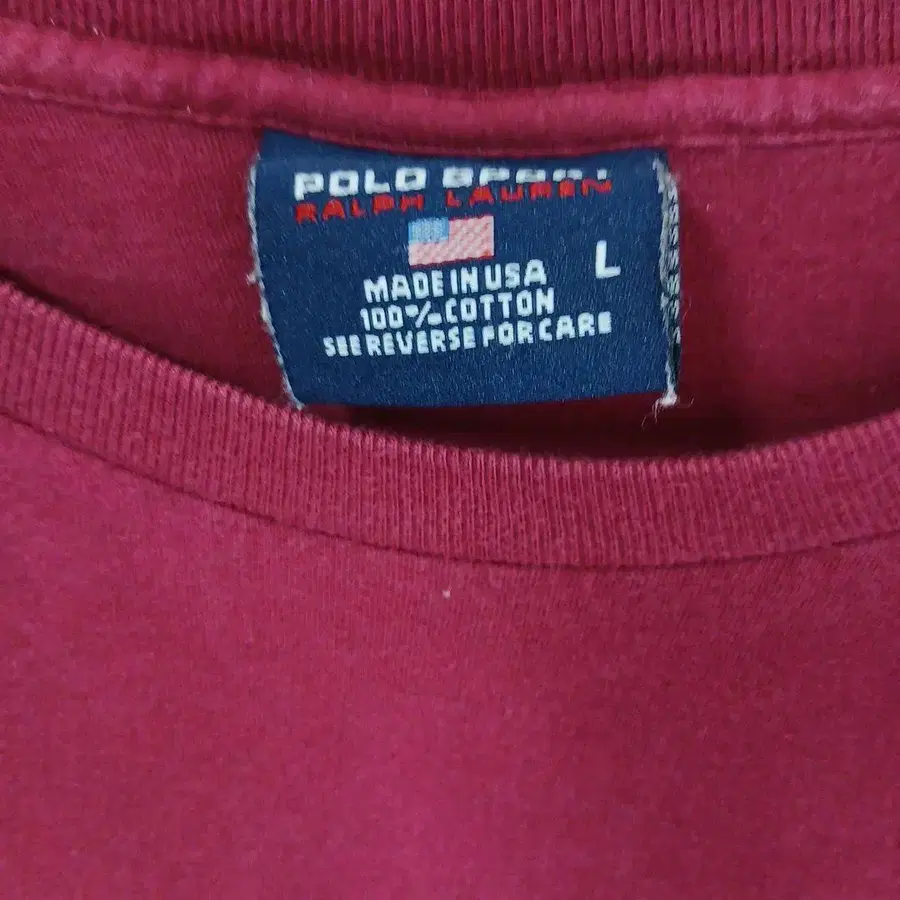 POLO SPORT
RALPH LAUREN
L
MADE IN USA
100% COTTON
SEE REVERSE FOR CARE